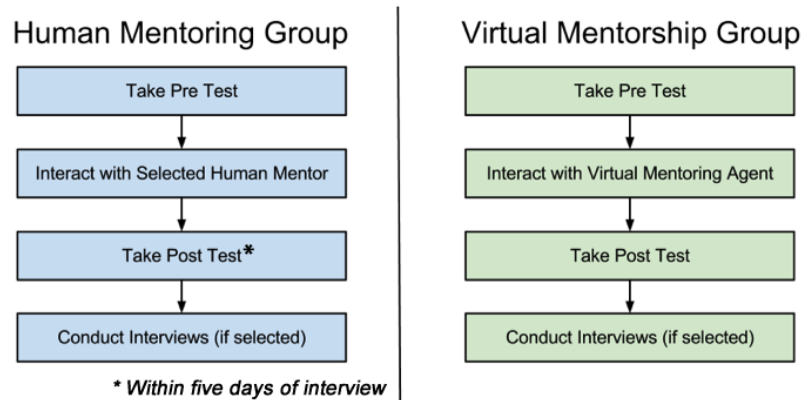 Human Mentoring Group
Take Pre Test
Interact with Selected Human Mentor
Take Post Test*
Conduct Interviews (if selected)
* Within five days of interview
Virtual Mentorship Group
Take Pre Test
Interact with Virtual Mentoring Agent
Take Post Test
Conduct Interviews (if selected)